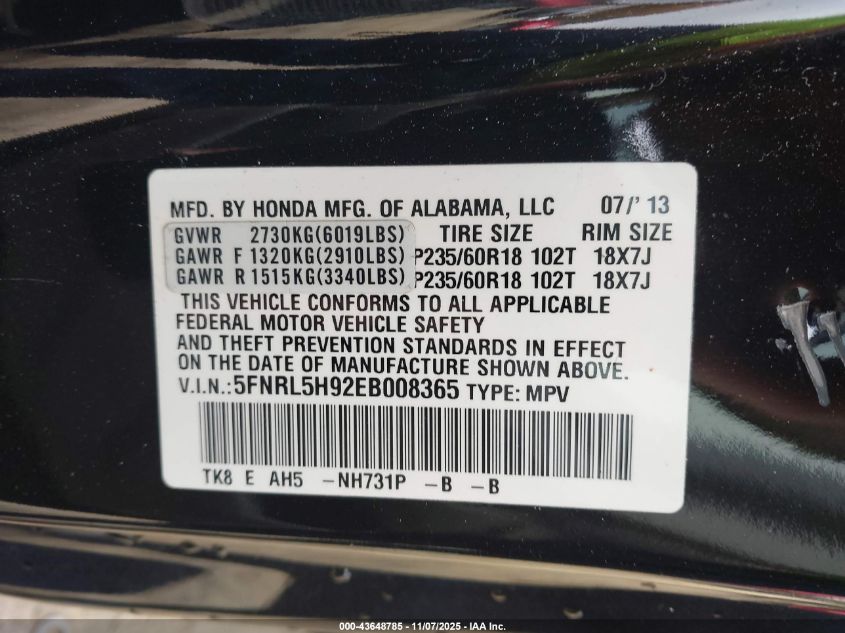 MFD. BY HONDA MFG. OF ALABAMA, LLC 07/' 13
GVWR 2730KG(6019LBS) TIRE SIZE RIM SIZE
GAWR F 1320KG(2910LBS) P235/60R18 102T 18X7J
GAWR R 1515KG(3340LBS) P235/60R18 102T 18X7J
THIS VEHICLE CONFORMS TO ALL APPLICABLE
FEDERAL MOTOR VEHICLE SAFETY
AND THEFT PREVENTION STANDARDS IN EFFECT
ON THE DATE OF MANUFACTURE SHOWN ABOVE.
V.I.N.:5FNRL5H92EB008365 TYPE: MPV
TK8 E AH5 –NH731P –B –B
000-43648785 | 11/07/2025 - IAA Inc.